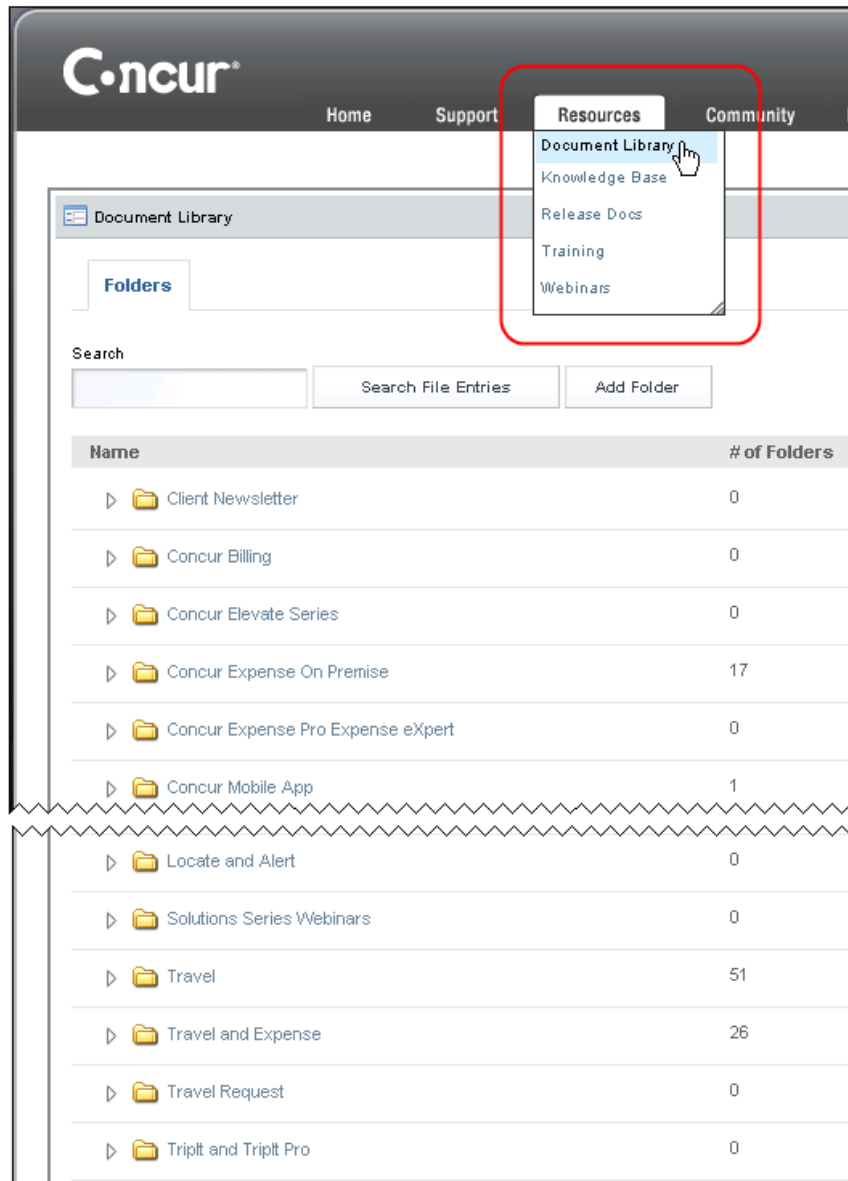 Concur®
Home Support Resources Community
Document Library
Knowledge Base
Release Docs
Training
Webinars
Document Library
Folders
Search
Search File Entries Add Folder
Name # of Folders
Client Newsletter 0
Concur Billing 0
Concur Elevate Series 0
Concur Expense On Premise 17
Concur Expense Pro Expense eXpert 0
Concur Mobile App 1
Locate and Alert 0
Solutions Series Webinars 0
Travel 51
Travel and Expense 26
Travel Request 0
TripIt and TripIt Pro 0